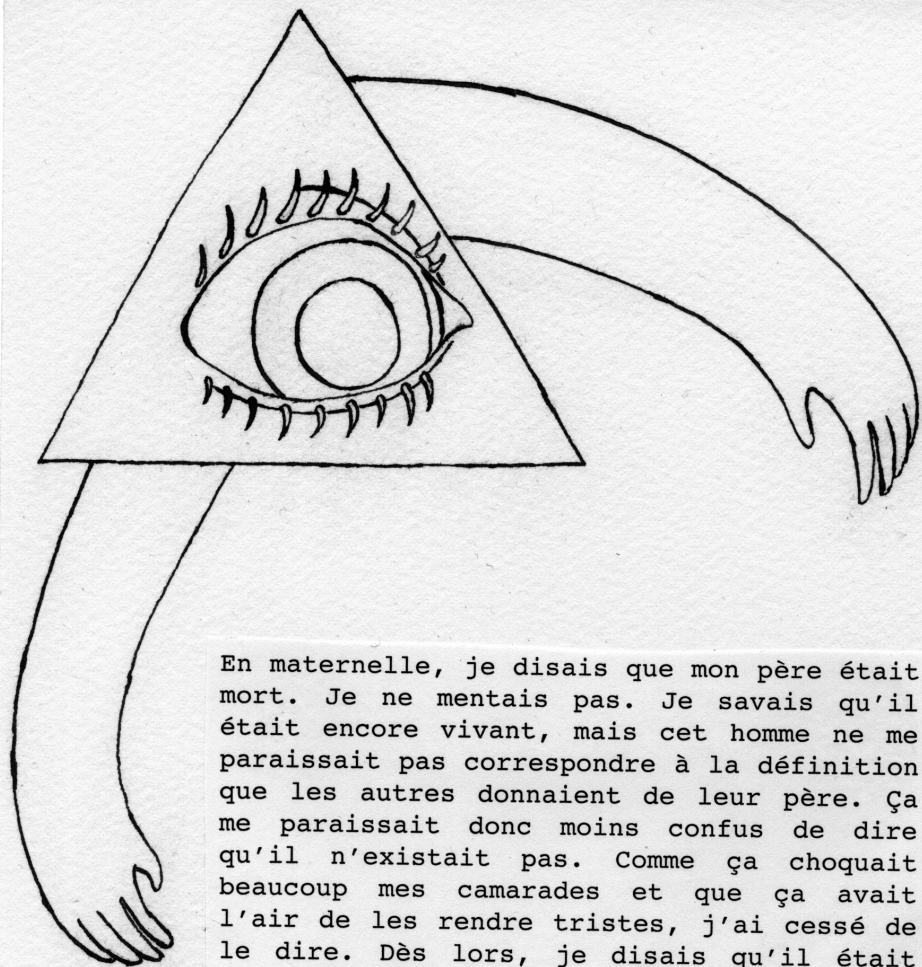 En maternelle, je disais que mon père était
mort. Je ne mentais pas. Je savais qu'il
était encore vivant, mais cet homme ne me
paraissait pas correspondre à la définition
que les autres donnaient de leur père. Ça
me paraissait donc moins confus de dire
qu'il n'existait pas. Comme ça choquait
beaucoup mes camarades et que ça avait
l'air de les rendre tristes, j'ai cessé de
le dire. Dès lors, je disais qu'il était